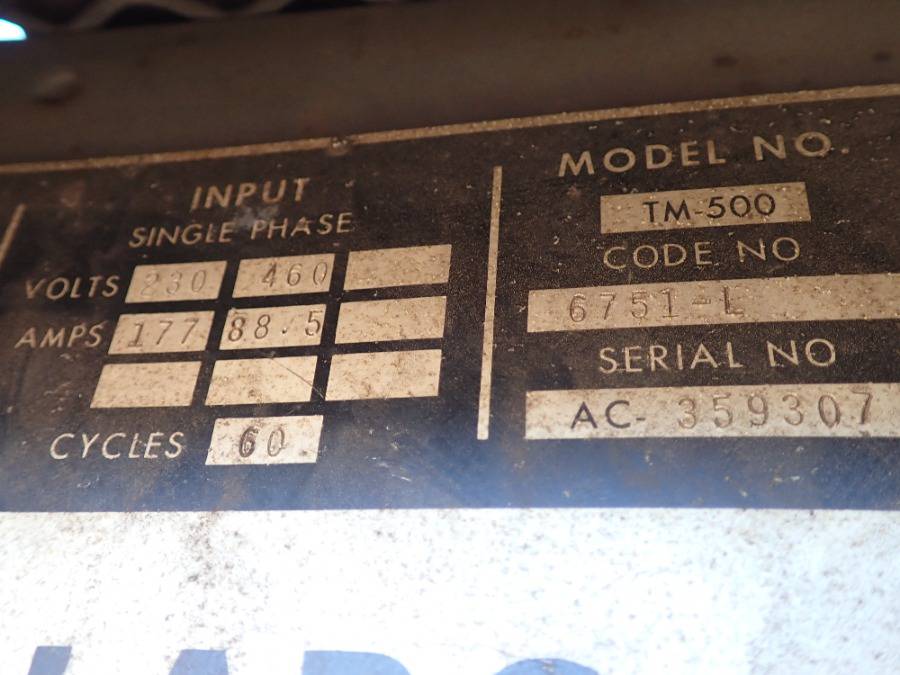 INPUT
SINGLE PHASE
VOLTS 230 460
AMPS 177 88.5
CYCLES 60
MODEL NO.
TM-500
CODE NO
6751-L
SERIAL NO
AC-359307